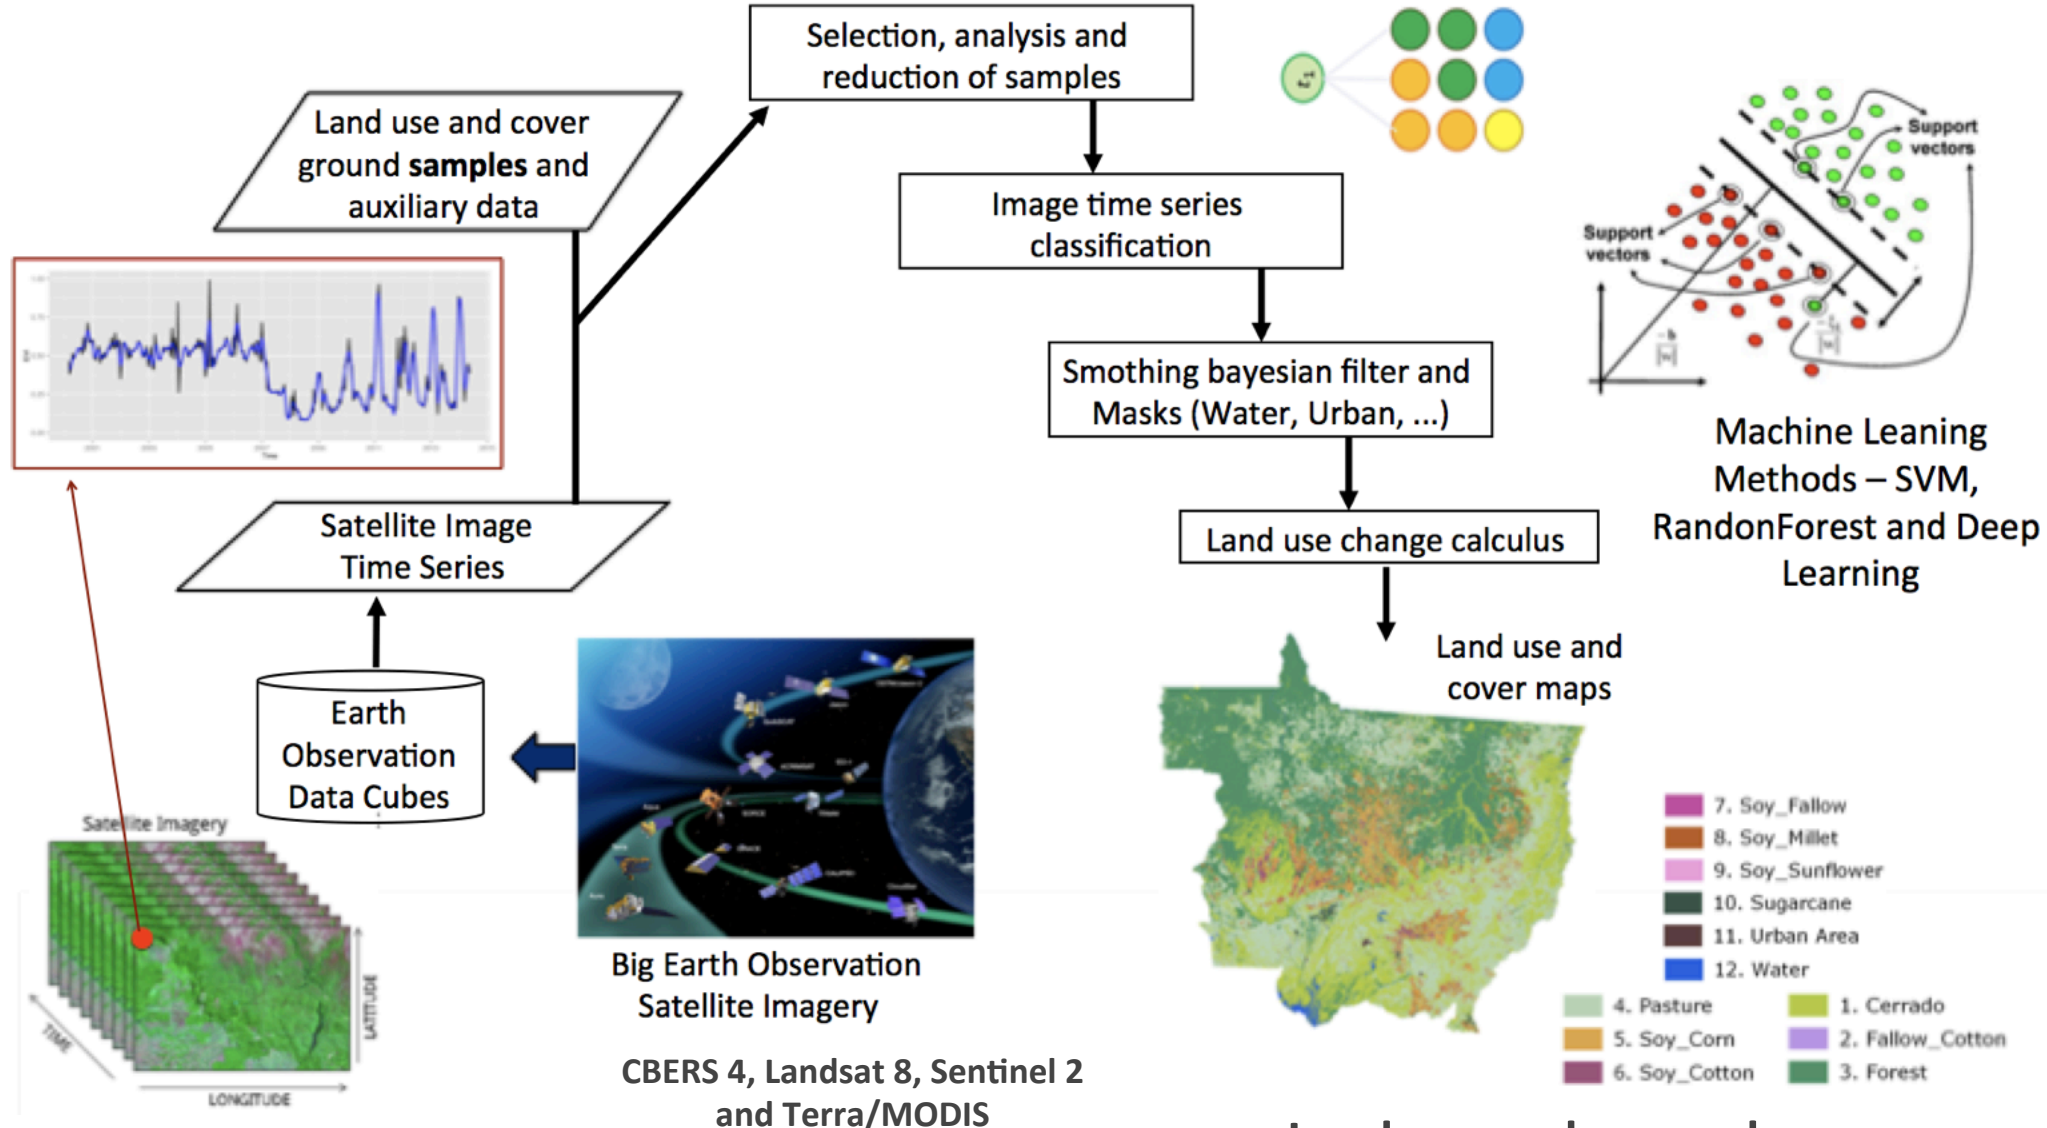 Selection, analysis and
reduction of samples
Land use and cover
ground samples and
auxiliary data
Image time series
classification
Support
vectors
Support
vectors
Smothing bayesian filter and
Masks (Water, Urban, ...)
Machine Leaning
Methods – SVM,
RandonForest and Deep
Learning
Time
Satellite Image
Time Series
Land use change calculus
Land use and
cover maps
Earth
Observation
Data Cubes
Satellite Imagery
TIME
LATITUDE
LONGITUDE
Big Earth Observation
Satellite Imagery
CBERS 4, Landsat 8, Sentinel 2
and Terra/MODIS
7. Soy_Fallow
8. Soy_Millet
9. Soy_Sunflower
10. Sugarcane
11. Urban Area
12. Water
4. Pasture
5. Soy_Corn
6. Soy_Cotton
1. Cerrado
2. Fallow_Cotton
3. Forest